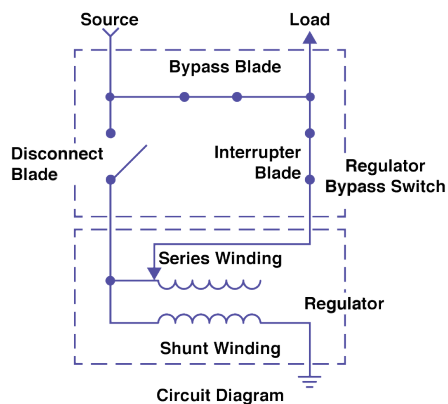 Source
Load
Bypass Blade
Disconnect
Blade
Interrupter
Blade
Regulator
Bypass Switch
Series Winding
Regulator
Shunt Winding
Circuit Diagram